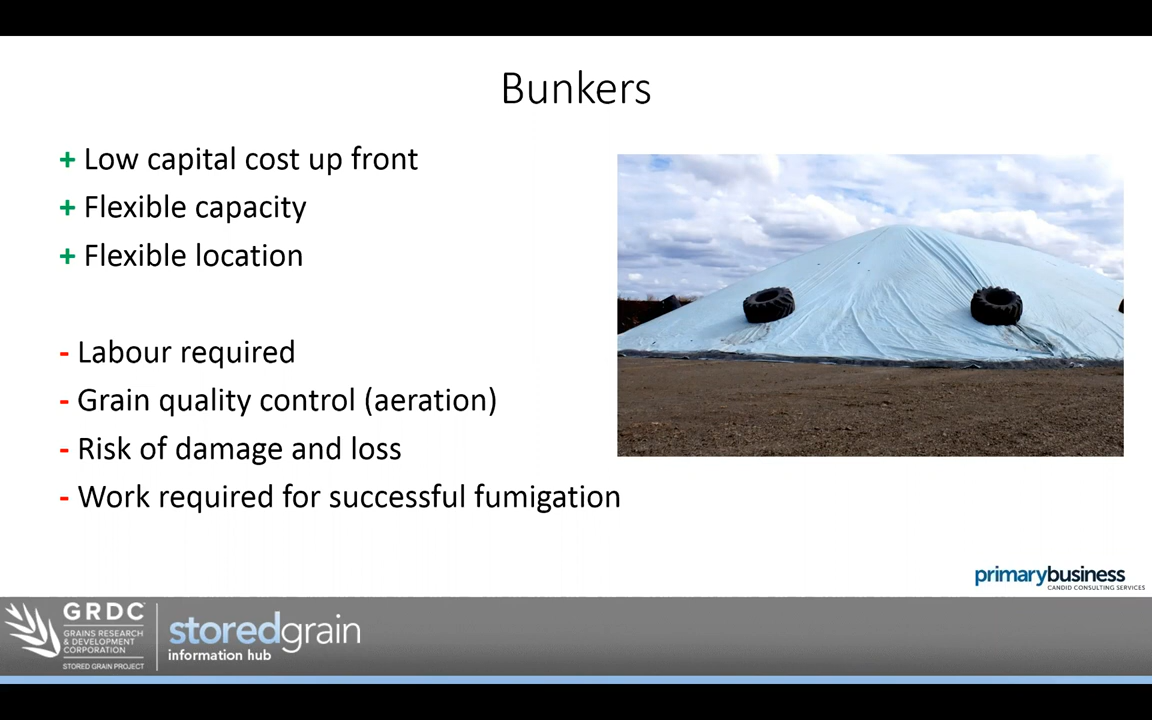 Bunkers
+ Low capital cost up front
+ Flexible capacity
+ Flexible location
- Labour required
- Grain quality control (aeration)
- Risk of damage and loss
- Work required for successful fumigation
primarybusiness
CANDID CONSULTING SERVICES
GRDC
GRAINS RESEARCH
& DEVELOPMENT
CORPORATION
STORED GRAIN PROJECT
storedgrain
information hub